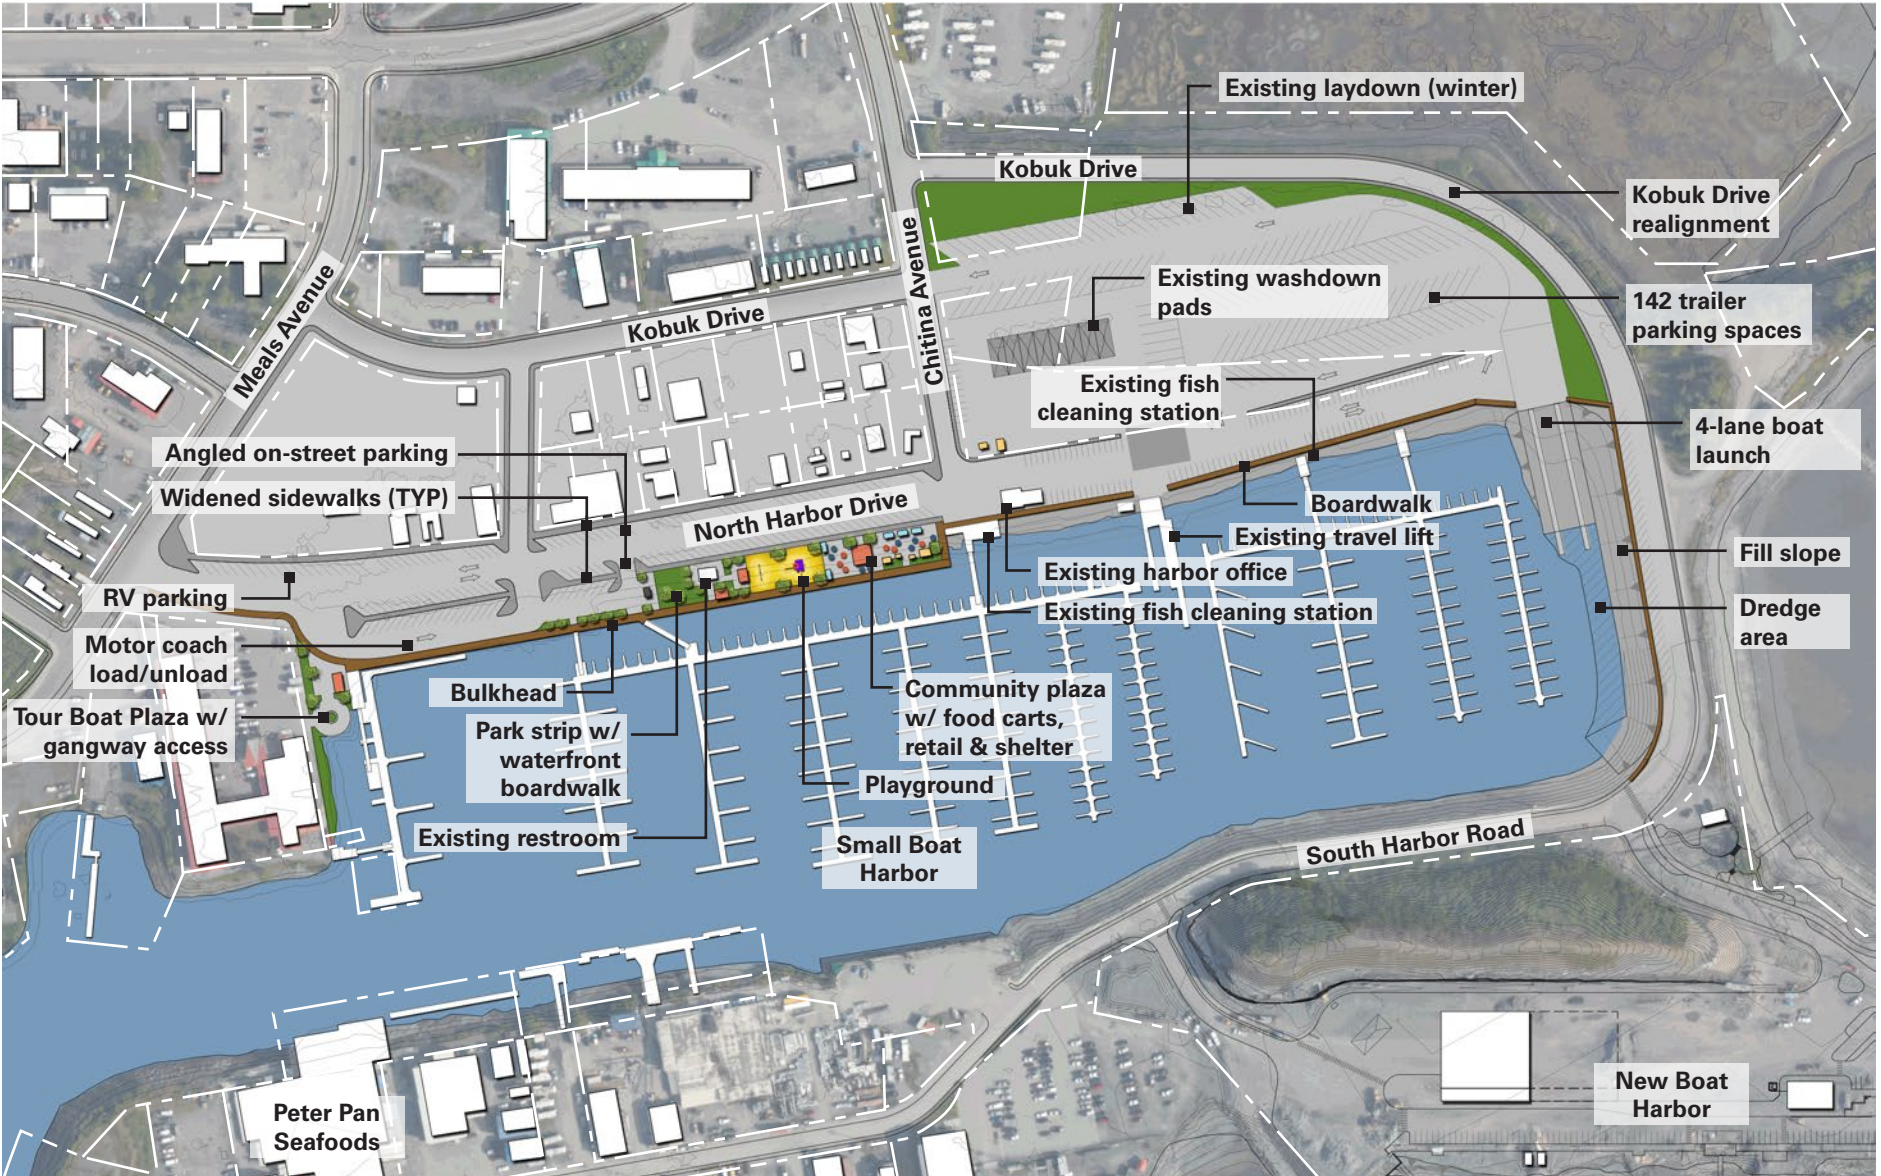 Existing laydown (winter)
Kobuk Drive
Kobuk Drive
realignment
Meals Avenue
Kobuk Drive
Chitina Avenue
Existing washdown
pads
142 trailer
parking spaces
Existing fish
cleaning station
4-lane boat
launch
Angled on-street parking
Widened sidewalks (TYP)
North Harbor Drive
Boardwalk
Existing travel lift
Fill slope
Existing harbor office
RV parking
Existing fish cleaning station
Dredge
area
Motor coach
load/unload
Bulkhead
Community plaza
w/ food carts,
retail & shelter
Tour Boat Plaza w/
gangway access
Park strip w/
waterfront
boardwalk
Playground
Existing restroom
Small Boat
Harbor
South Harbor Road
Peter Pan
Seafoods
New Boat
Harbor